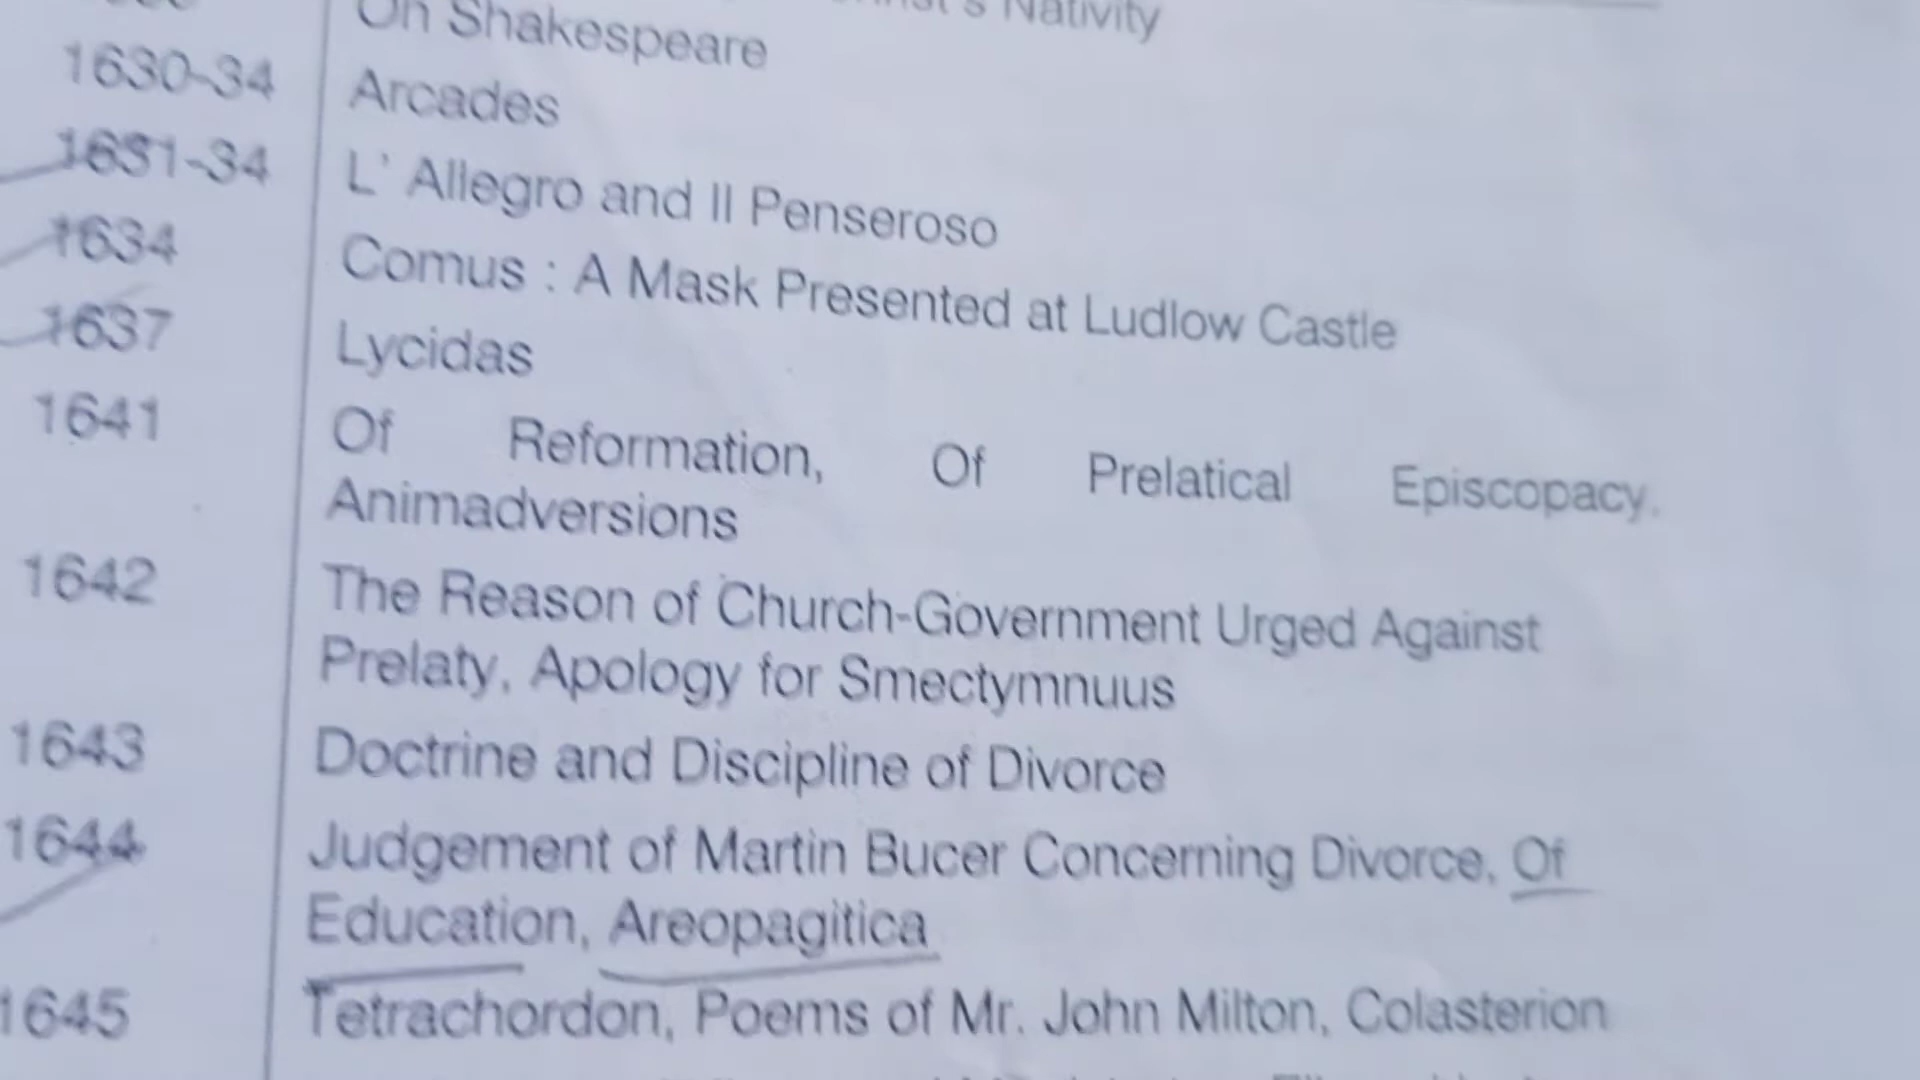 Nativity
On Shakespeare
1630-34 Arcades
1631-34 L' Allegro and Il Penseroso
1634 Comus : A Mask Presented at Ludlow Castle
1637 Lycidas
1641 Of Reformation, Of Prelatical Episcopacy.
Animadversions
1642 The Reason of Church-Government Urged Against
Prelaty, Apology for Smectymnuus
1643 Doctrine and Discipline of Divorce
1644 Judgement of Martin Bucer Concerning Divorce, Of
Education, Areopagitica
1645 Tetrachordon, Poems of Mr. John Milton, Colasterion